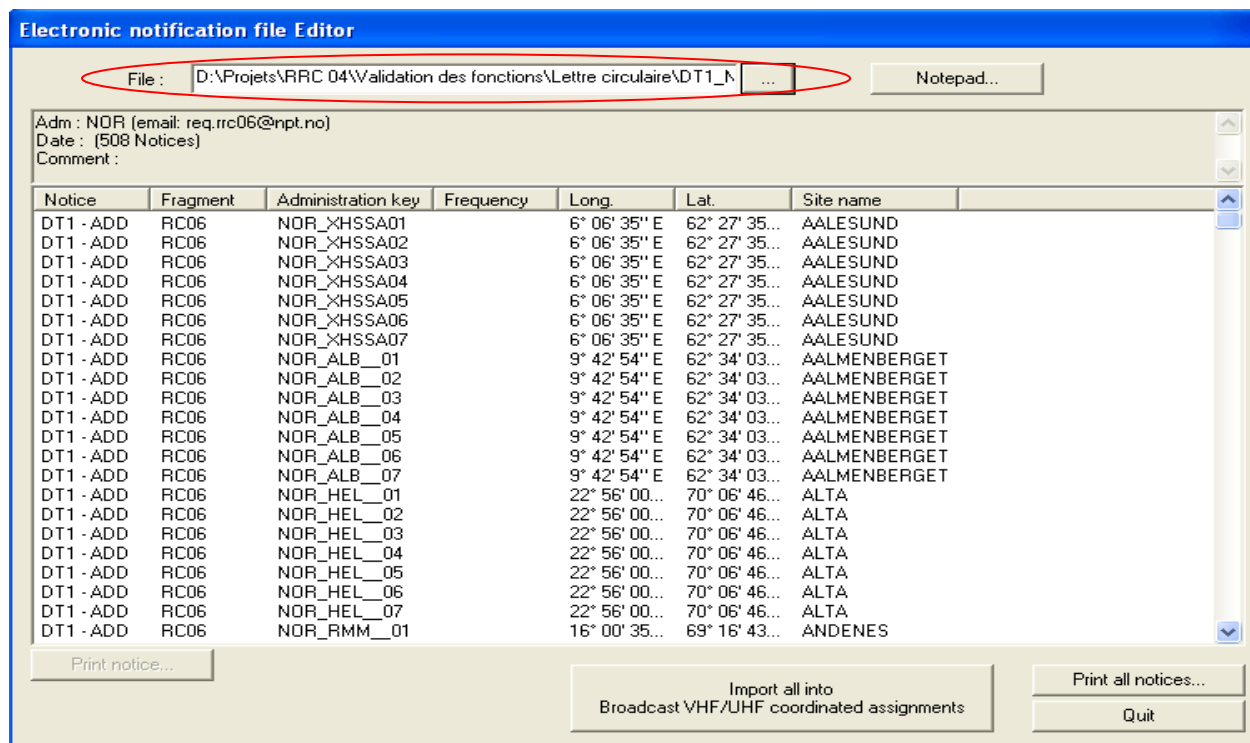 Electronic notification file Editor
File : D:\Projets\RRC 04\Validation des fonctions\Lettre circulaire\DT1_N ... Notepad...
Adm : NOR (email: req.rrc06@npt.no)
Date : (508 Notices)
Comment :
Notice Fragment Administration key Frequency Long. Lat. Site name
DT1 - ADD RC06 NOR_XHSSA01 6° 06' 35'' E 62° 27' 35... AALESUND
DT1 - ADD RC06 NOR_XHSSA02 6° 06' 35'' E 62° 27' 35... AALESUND
DT1 - ADD RC06 NOR_XHSSA03 6° 06' 35'' E 62° 27' 35... AALESUND
DT1 - ADD RC06 NOR_XHSSA04 6° 06' 35'' E 62° 27' 35... AALESUND
DT1 - ADD RC06 NOR_XHSSA05 6° 06' 35'' E 62° 27' 35... AALESUND
DT1 - ADD RC06 NOR_XHSSA06 6° 06' 35'' E 62° 27' 35... AALESUND
DT1 - ADD RC06 NOR_XHSSA07 6° 06' 35'' E 62° 27' 35... AALESUND
DT1 - ADD RC06 NOR_ALB__01 9° 42' 54'' E 62° 34' 03... AALMENBERGET
DT1 - ADD RC06 NOR_ALB__02 9° 42' 54'' E 62° 34' 03... AALMENBERGET
DT1 - ADD RC06 NOR_ALB__03 9° 42' 54'' E 62° 34' 03... AALMENBERGET
DT1 - ADD RC06 NOR_ALB__04 9° 42' 54'' E 62° 34' 03... AALMENBERGET
DT1 - ADD RC06 NOR_ALB__05 9° 42' 54'' E 62° 34' 03... AALMENBERGET
DT1 - ADD RC06 NOR_ALB__06 9° 42' 54'' E 62° 34' 03... AALMENBERGET
DT1 - ADD RC06 NOR_ALB__07 9° 42' 54'' E 62° 34' 03... AALMENBERGET
DT1 - ADD RC06 NOR_HEL__01 22° 56' 00... 70° 06' 46... ALTA
DT1 - ADD RC06 NOR_HEL__02 22° 56' 00... 70° 06' 46... ALTA
DT1 - ADD RC06 NOR_HEL__03 22° 56' 00... 70° 06' 46... ALTA
DT1 - ADD RC06 NOR_HEL__04 22° 56' 00... 70° 06' 46... ALTA
DT1 - ADD RC06 NOR_HEL__05 22° 56' 00... 70° 06' 46... ALTA
DT1 - ADD RC06 NOR_HEL__06 22° 56' 00... 70° 06' 46... ALTA
DT1 - ADD RC06 NOR_HEL__07 22° 56' 00... 70° 06' 46... ALTA
DT1 - ADD RC06 NOR_RMM__01 16° 00' 35... 69° 16' 43... ANDENES
Print notice...
Import all into
Broadcast VHF/UHF coordinated assignments
Print all notices...
Quit